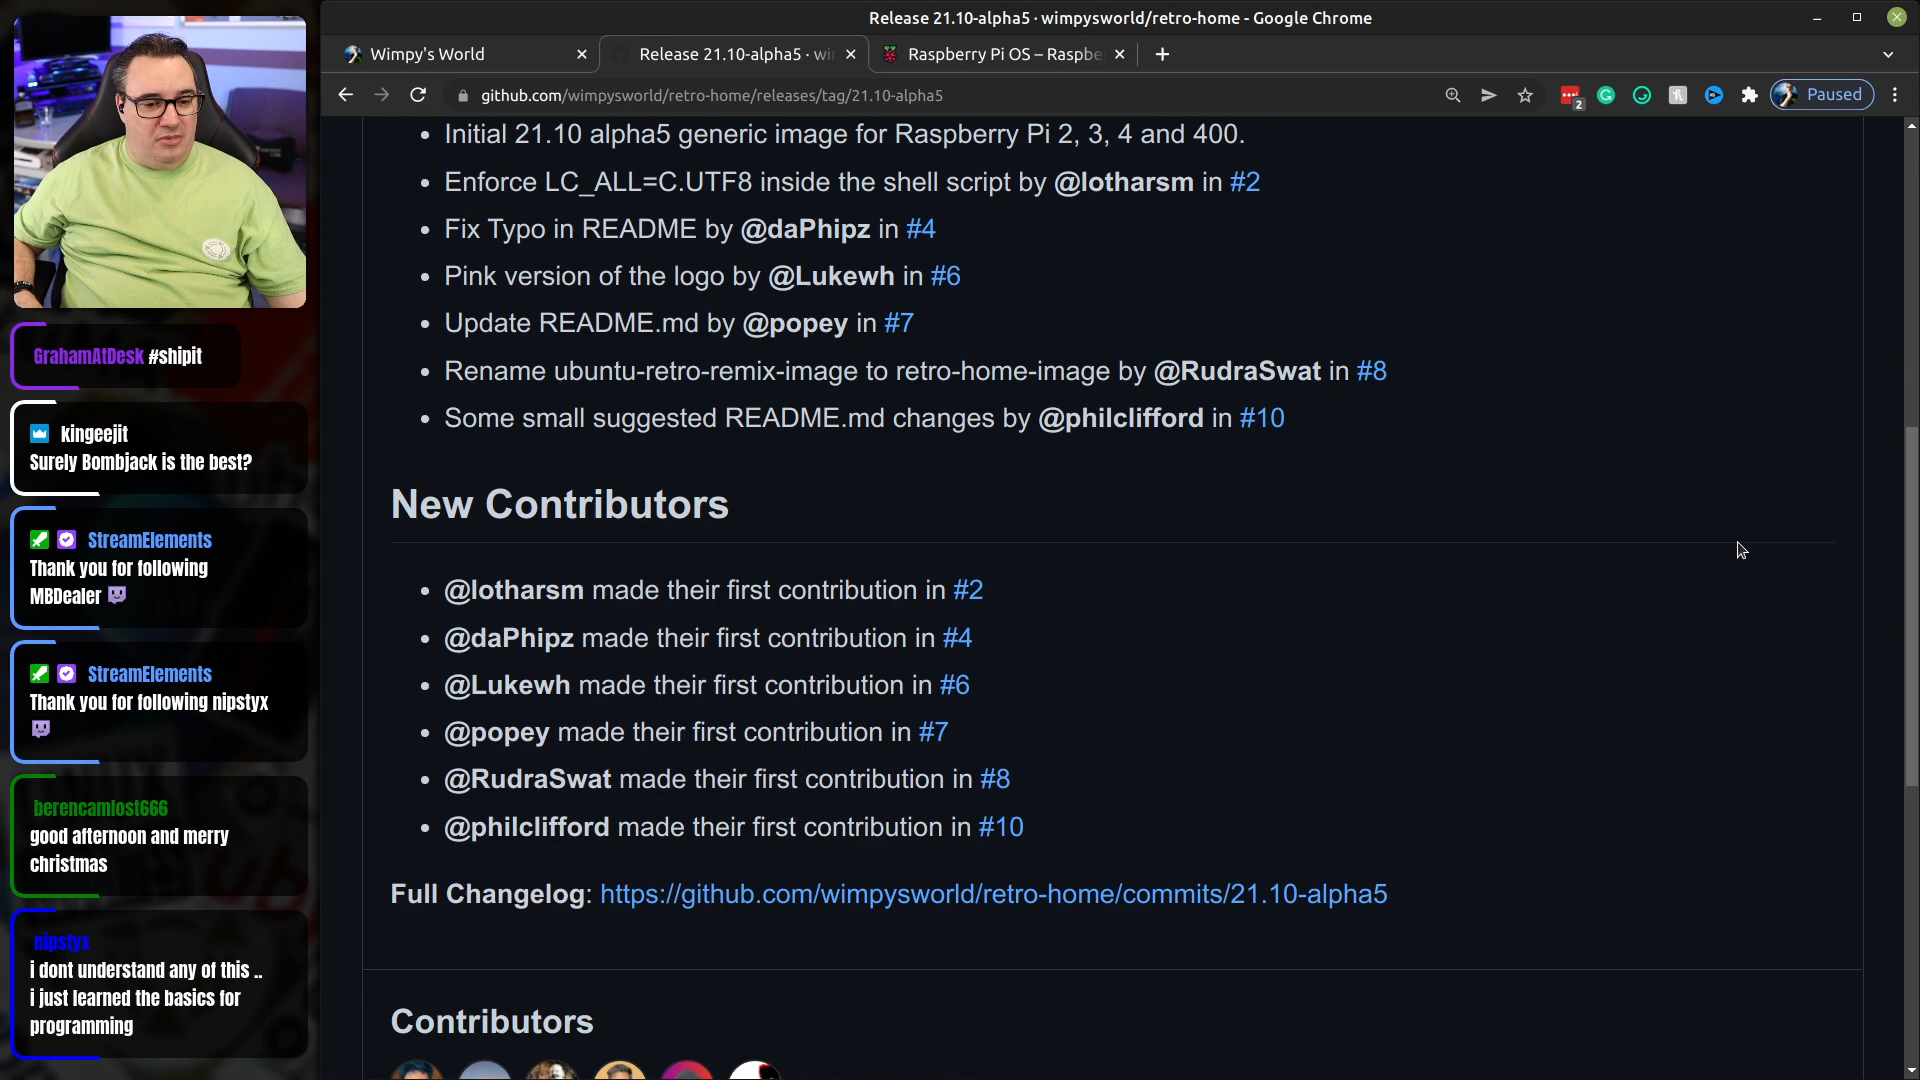 Release 21.10-alpha5 · wimpysworld/retro-home - Google Chrome
Wimpy's World
Release 21.10-alpha5 · wi
Raspberry Pi OS – Raspbe
github.com/wimpysworld/retro-home/releases/tag/21.10-alpha5
2
Paused
Initial 21.10 alpha5 generic image for Raspberry Pi 2, 3, 4 and 400.
Enforce LC_ALL=C.UTF8 inside the shell script by @lotharsm in #2
Fix Typo in README by @daPhipz in #4
Pink version of the logo by @Lukewh in #6
Update README.md by @popey in #7
Rename ubuntu-retro-remix-image to retro-home-image by @RudraSwat in #8
Some small suggested README.md changes by @philclifford in #10
New Contributors
@lotharsm made their first contribution in #2
@daPhipz made their first contribution in #4
@Lukewh made their first contribution in #6
@popey made their first contribution in #7
@RudraSwat made their first contribution in #8
@philclifford made their first contribution in #10
Full Changelog: https://github.com/wimpysworld/retro-home/commits/21.10-alpha5
Contributors
GrahamAtDesk #shipit
kingeejit
Surely Bombjack is the best?
StreamElements
Thank you for following
MBDealer
StreamElements
Thank you for following nipstyx
berencamlost666
good afternoon and merry
christmas
nipstyx
i dont understand any of this ..
i just learned the basics for
programming